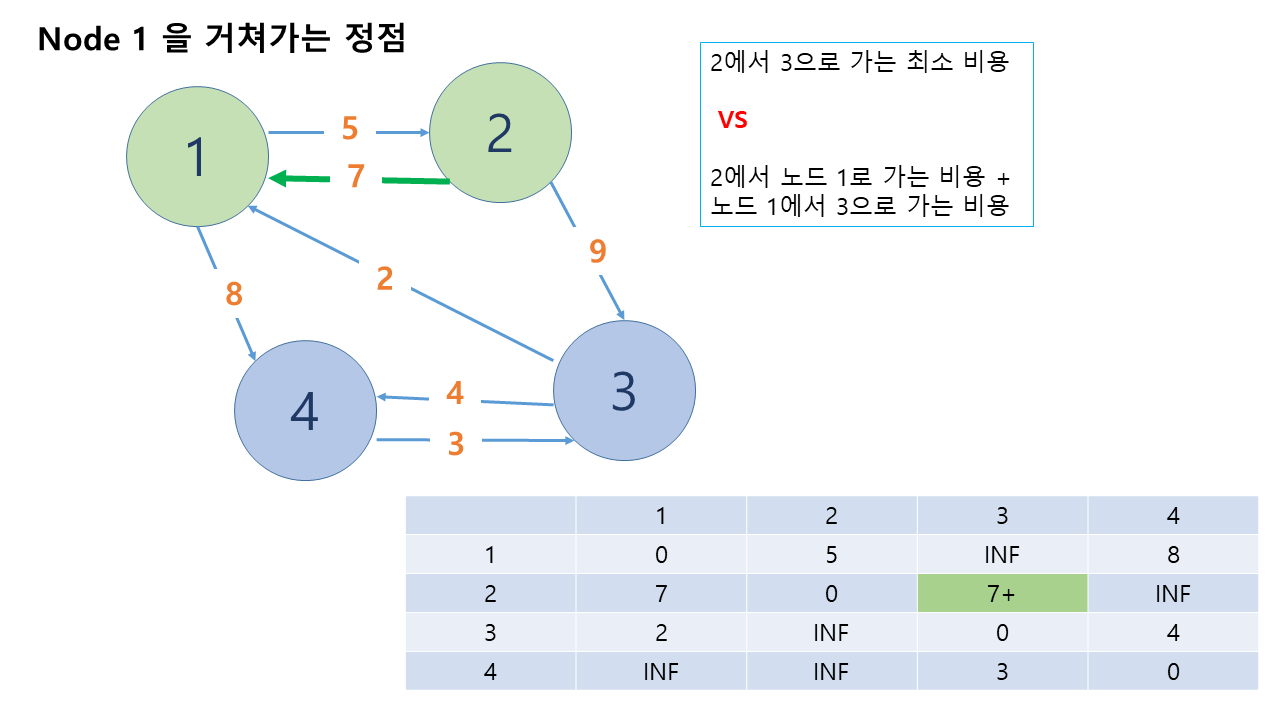 Node 1 을 거쳐가는 정점
2에서 3으로 가는 최소 비용
VS
2에서 노드 1로 가는 비용 +
노드 1에서 3으로 가는 비용
1
5
2
7
9
2
8
4
3
4
3
1 2 3 4
1 0 5 INF 8
2 7 0 7+ INF
3 2 INF 0 4
4 INF INF 3 0